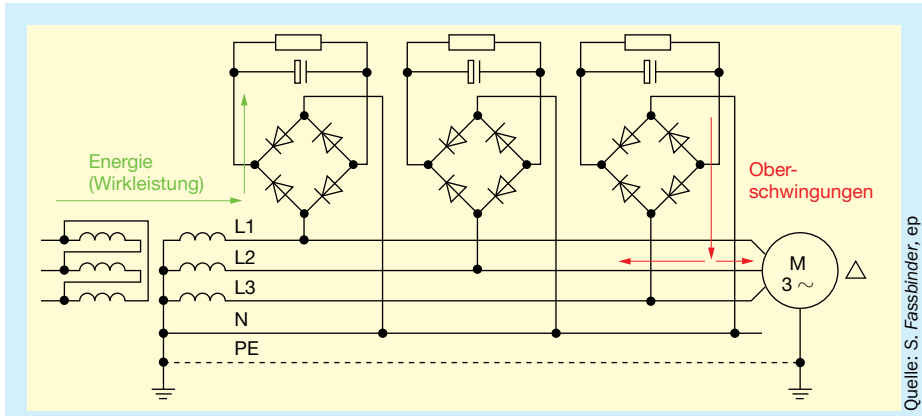 Energie
(Wirkleistung)
Ober-
schwingungen
L1
L2
L3
N
PE
M
3 ~
Quelle: S. Fassbinder, ep